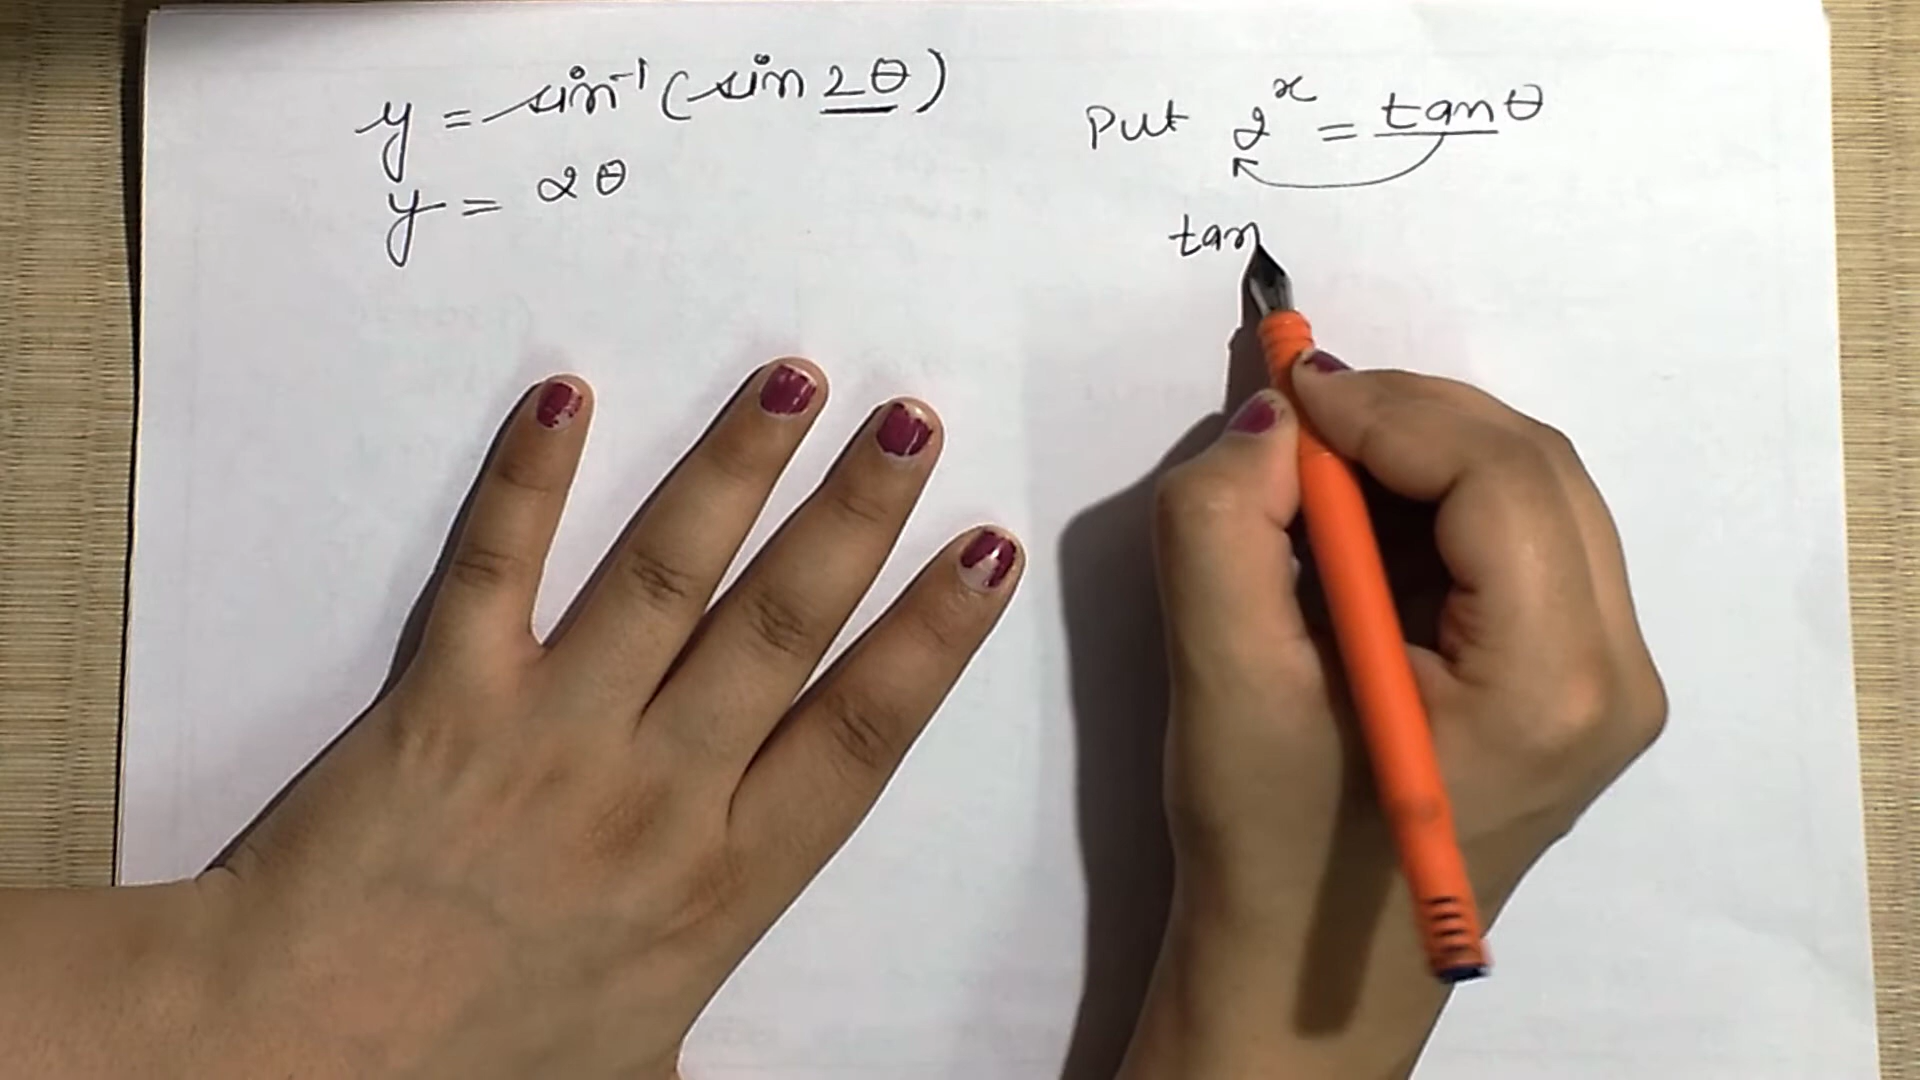 y = sin⁻¹(sin 2θ)
y = 2θ
Put 2ˣ = tanθ
tan